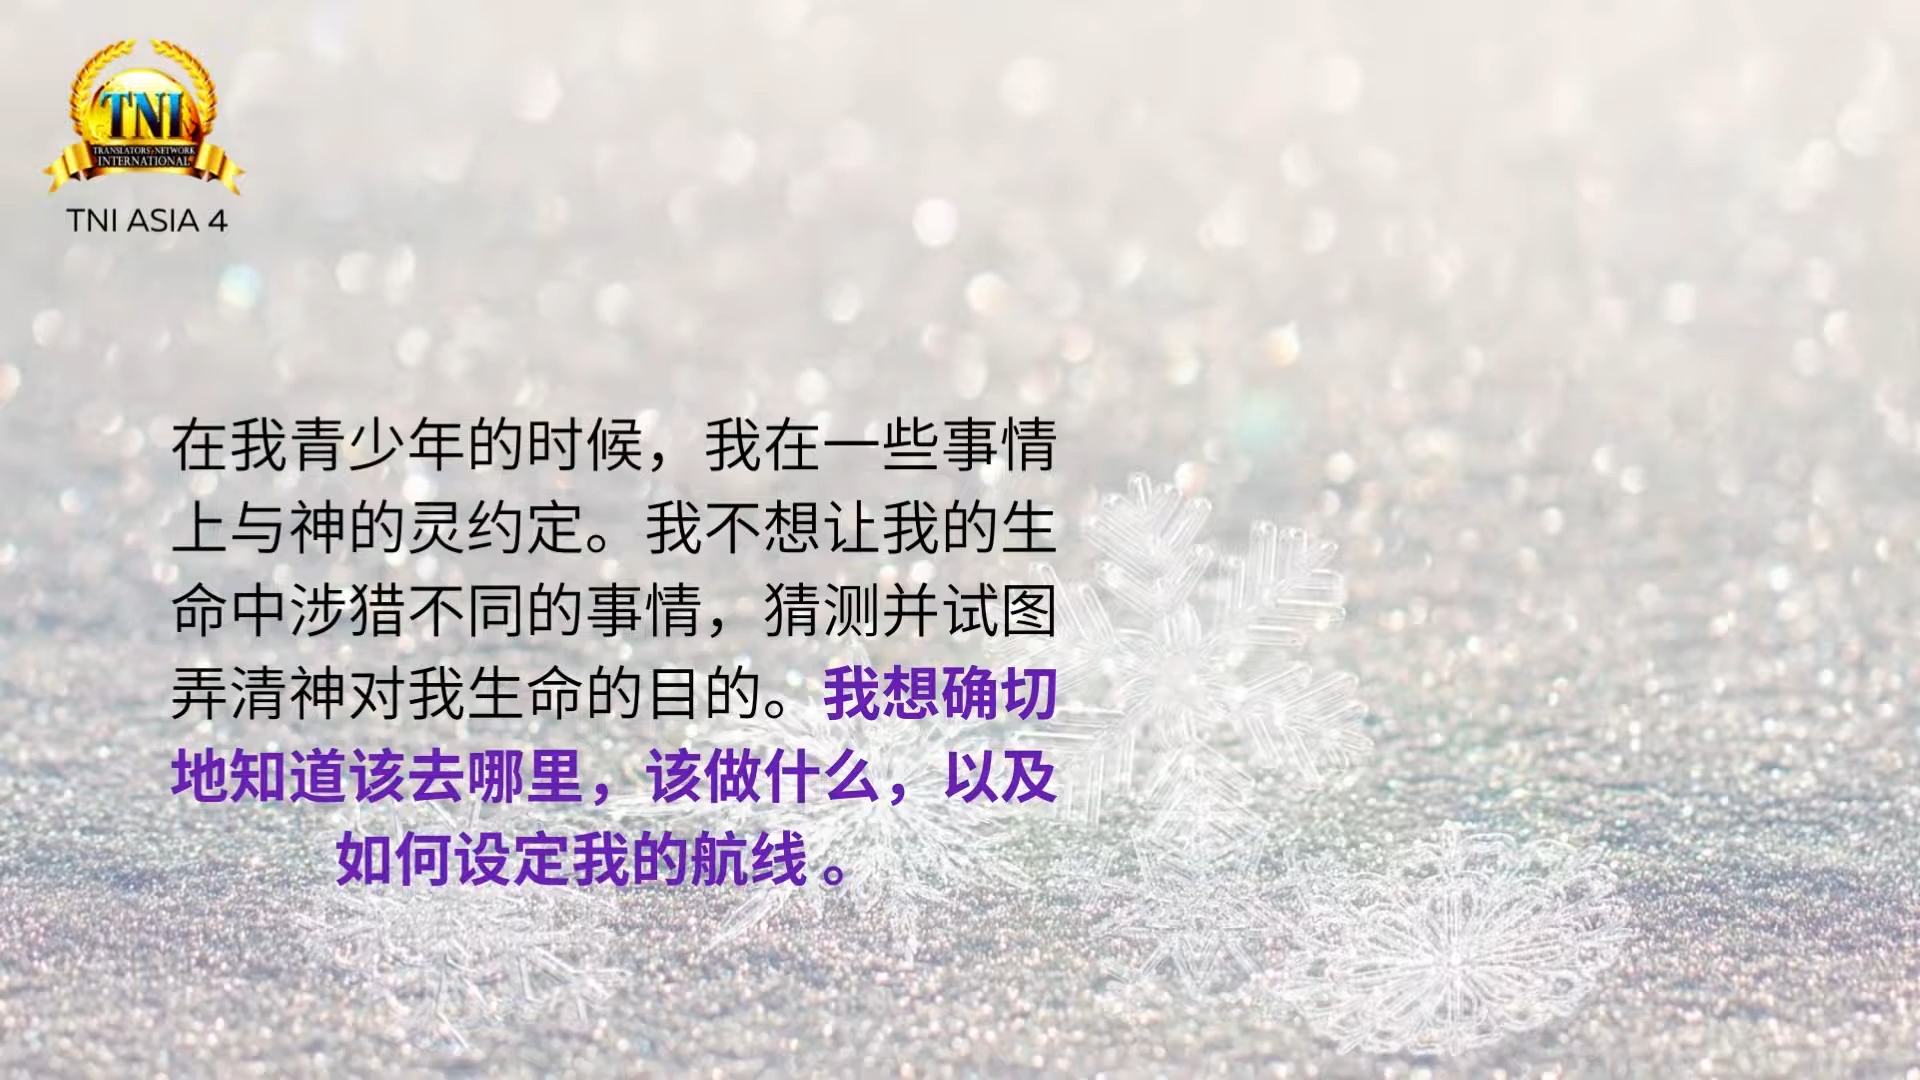 TNI
TRANSLATORS NETWORK
INTERNATIONAL
TNI ASIA 4
在我青少年的时候，我在一些事情
上与神的灵约定。我不想让我的生
命中涉猎不同的事情，猜测并试图
弄清神对我生命的目的。我想确切
地知道该去哪里，该做什么，以及
如何设定我的航线 。